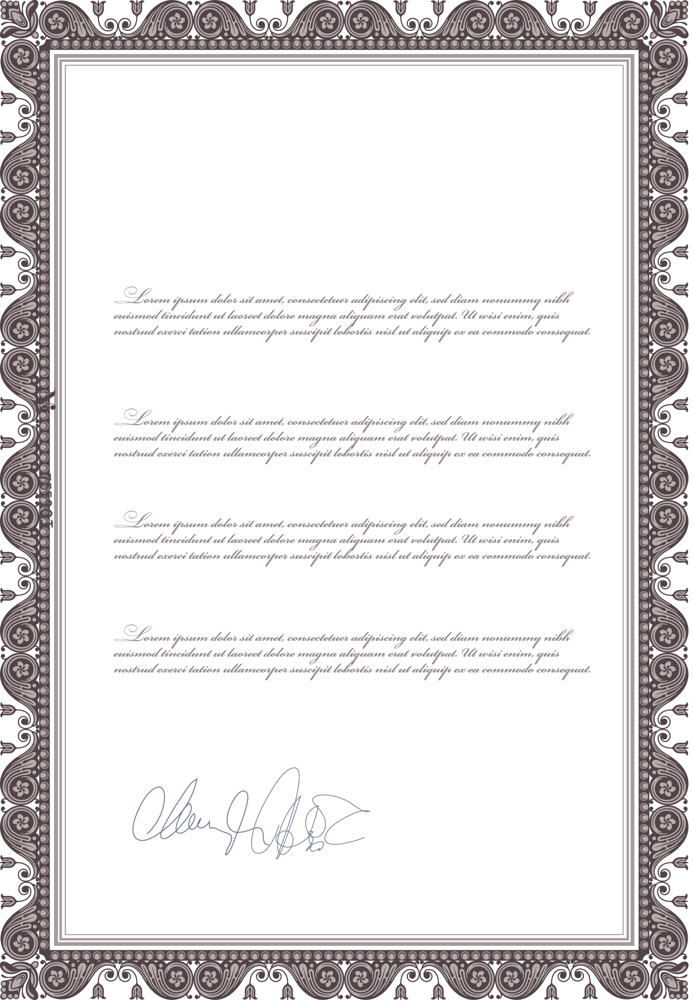 Lorem ipsum dolor sit amet, consectetuer adipiscing elit, sed diam nonummy nibh
euismod tincidunt ut laoreet dolore magna aliquam erat volutpat. Ut wisi enim, quis
nostrud exerci tation ullamcorper suscipit lobortis nisl ut aliquip ex ea commodo consequat.
Lorem ipsum dolor sit amet, consectetuer adipiscing elit, sed diam nonummy nibh
euismod tincidunt ut laoreet dolore magna aliquam erat volutpat. Ut wisi enim, quis
nostrud exerci tation ullamcorper suscipit lobortis nisl ut aliquip ex ea commodo consequat.
Lorem ipsum dolor sit amet, consectetuer adipiscing elit, sed diam nonummy nibh
euismod tincidunt ut laoreet dolore magna aliquam erat volutpat. Ut wisi enim, quis
nostrud exerci tation ullamcorper suscipit lobortis nisl ut aliquip ex ea commodo consequat.
Lorem ipsum dolor sit amet, consectetuer adipiscing elit, sed diam nonummy nibh
euismod tincidunt ut laoreet dolore magna aliquam erat volutpat. Ut wisi enim, quis
nostrud exerci tation ullamcorper suscipit lobortis nisl ut aliquip ex ea commodo consequat.